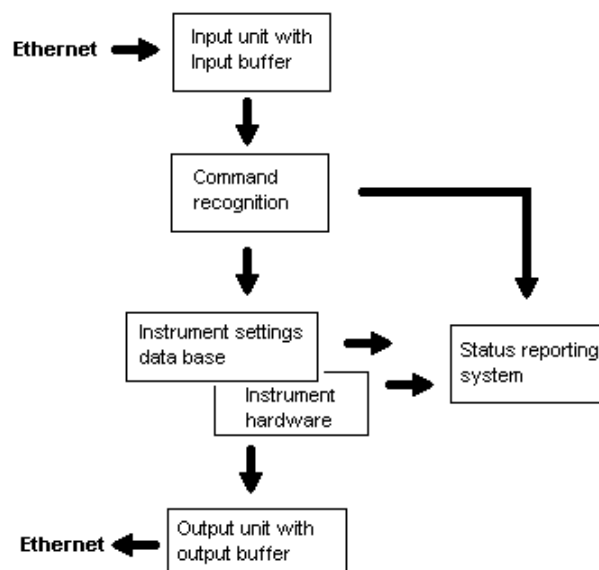 Ethernet
Input unit with
Input buffer
Command
recognition
Instrument settings
data base
Instrument
hardware
Status reporting
system
Ethernet
Output unit with
output buffer